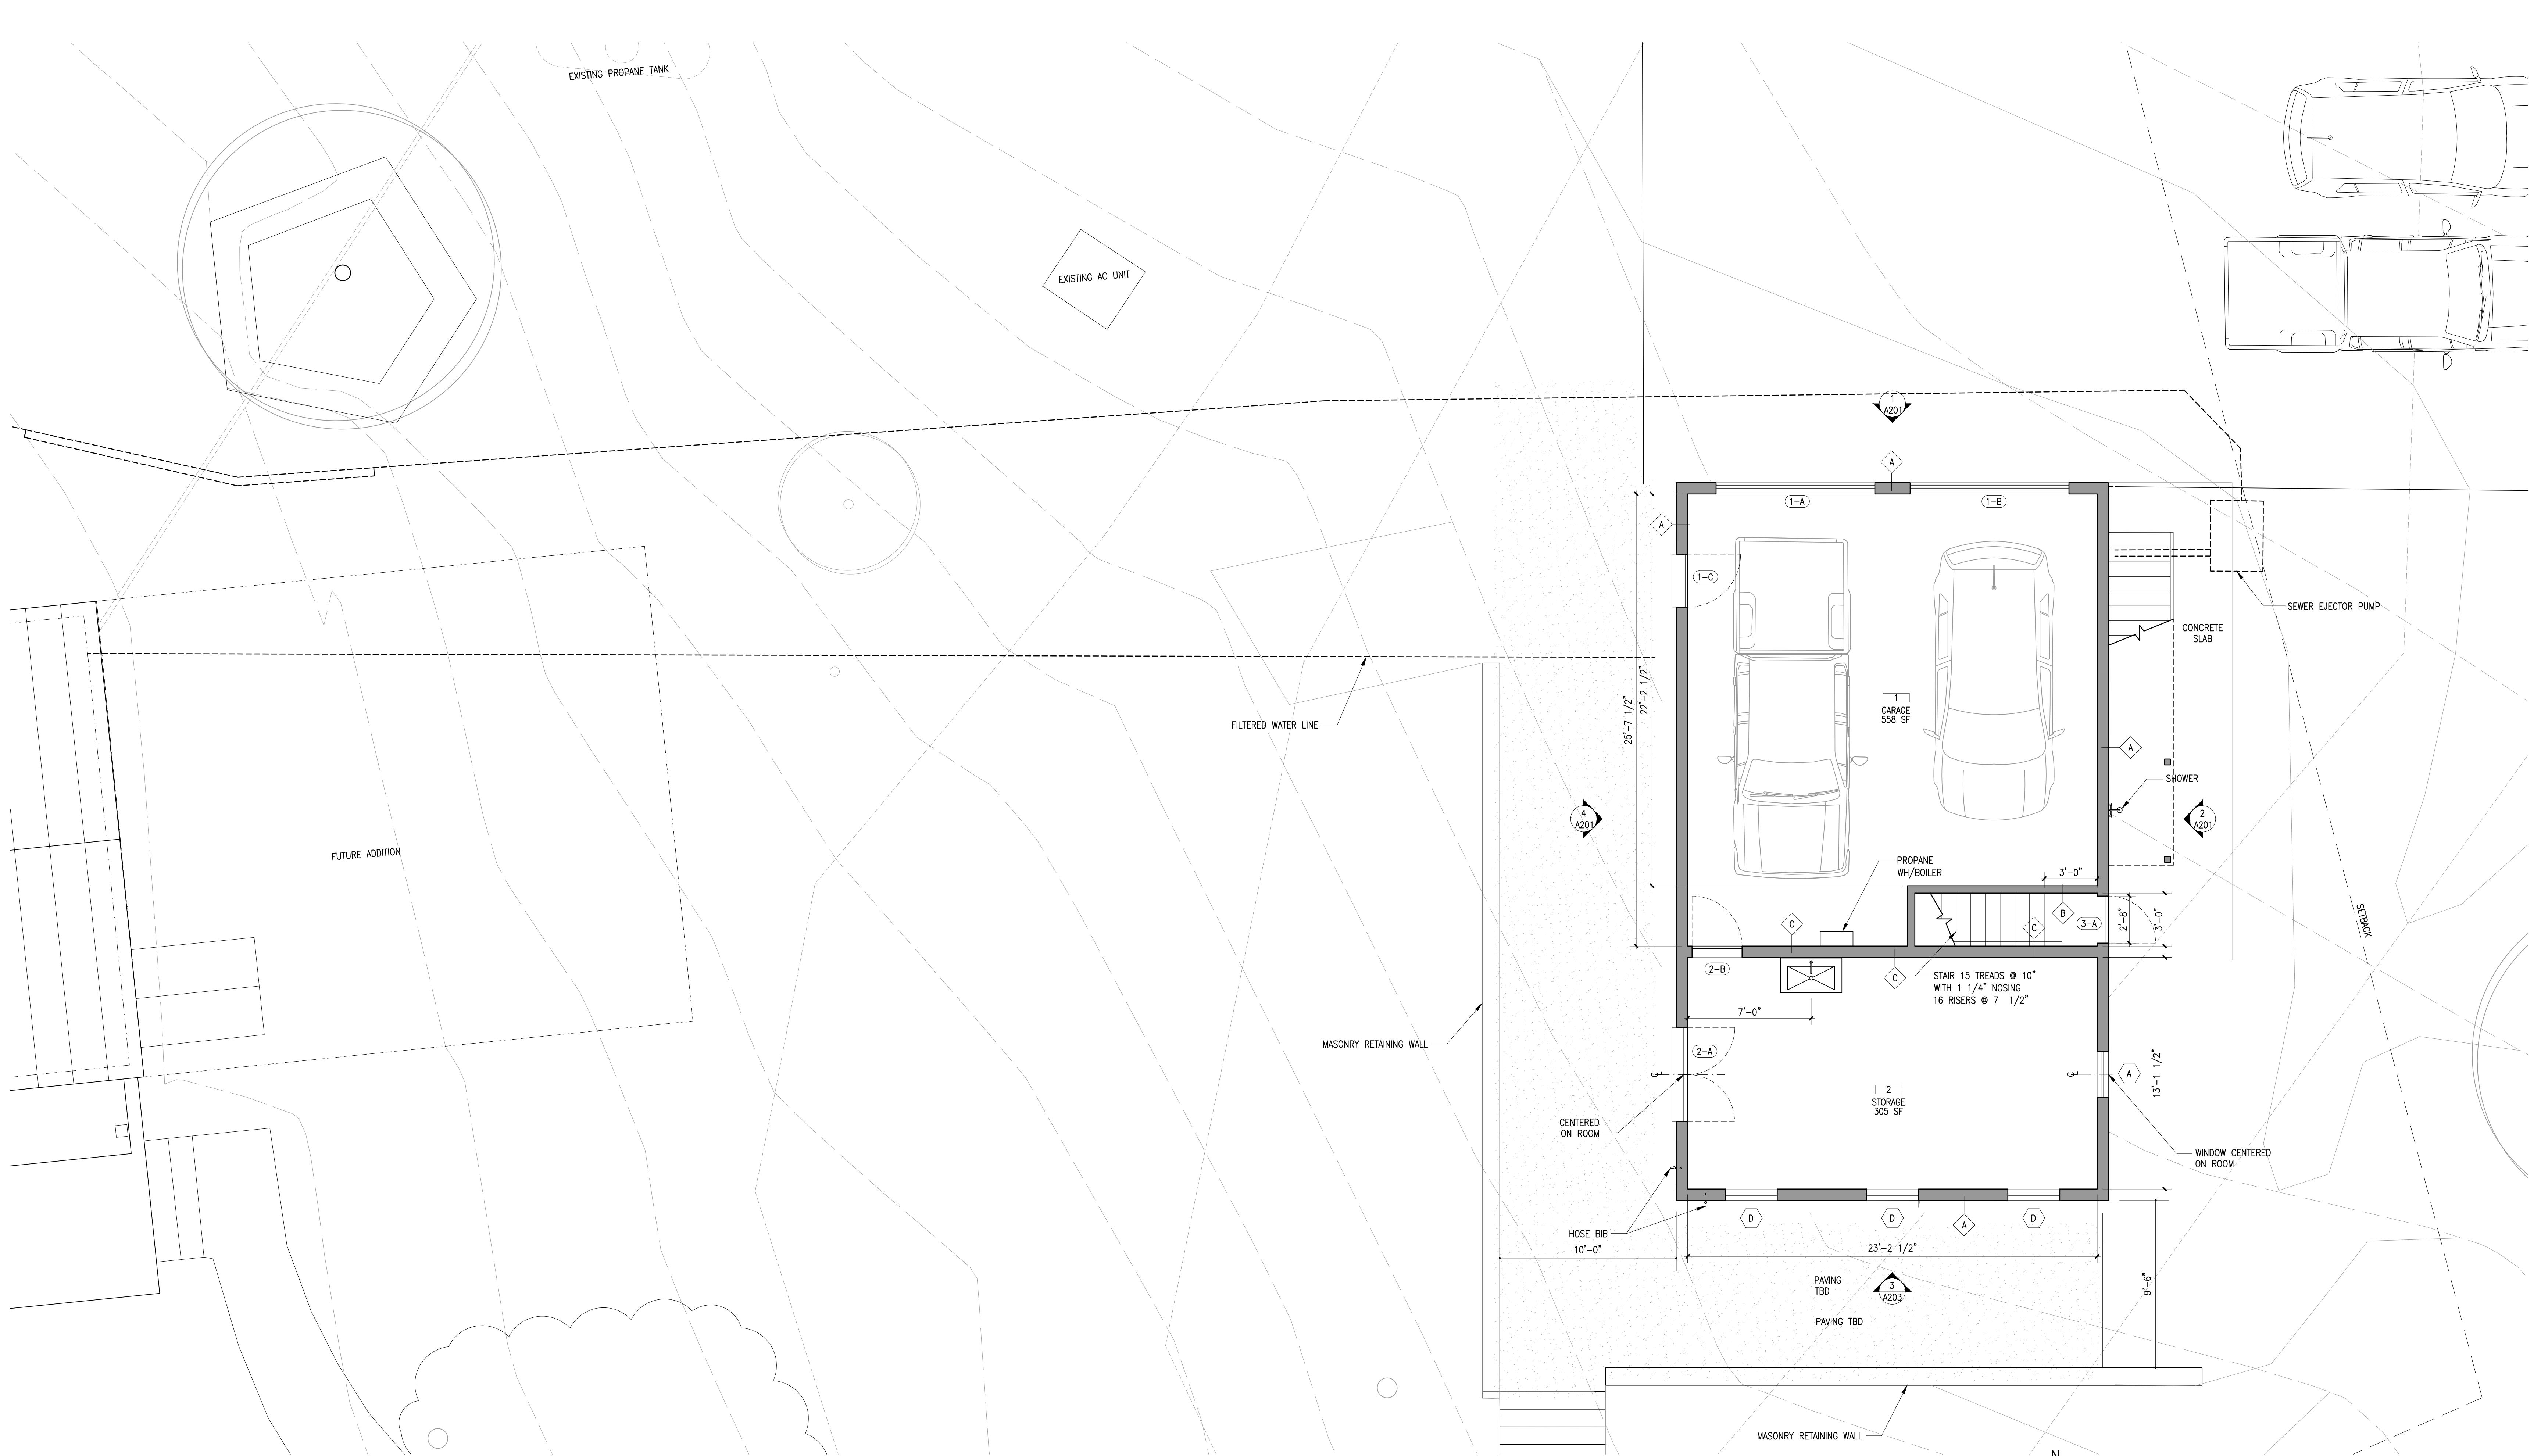 EXISTING PROPANE TANK
EXISTING AC UNIT
1
A201
A
1-A
1-B
A
1-C
SEWER EJECTOR PUMP
CONCRETE
SLAB
25'-7 1/2"
22'-2 1/2"
1
GARAGE
558 SF
FILTERED WATER LINE
A
SHOWER
4
A201
2
A201
FUTURE ADDITION
PROPANE
WH/BOILER
3'-0"
B
C
C
3-A
2'-8"
3'-0"
SETBACK
2-B
C
STAIR 15 TREADS @ 10"
WITH 1 1/4" NOSING
16 RISERS @ 7 1/2"
7'-0"
MASONRY RETAINING WALL
2-A
A
13'-1 1/2"
2
STORAGE
305 SF
CENTERED
ON ROOM
WINDOW CENTERED
ON ROOM
HOSE BIB
D
D
D
A
10'-0"
23'-2 1/2"
PAVING
TBD
3
A203
9'-6"
PAVING TBD
MASONRY RETAINING WALL
N